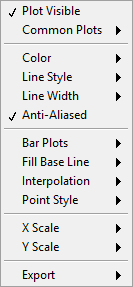 Plot Visible
Common Plots
Color
Line Style
Line Width
Anti-Aliased
Bar Plots
Fill Base Line
Interpolation
Point Style
X Scale
Y Scale
Export